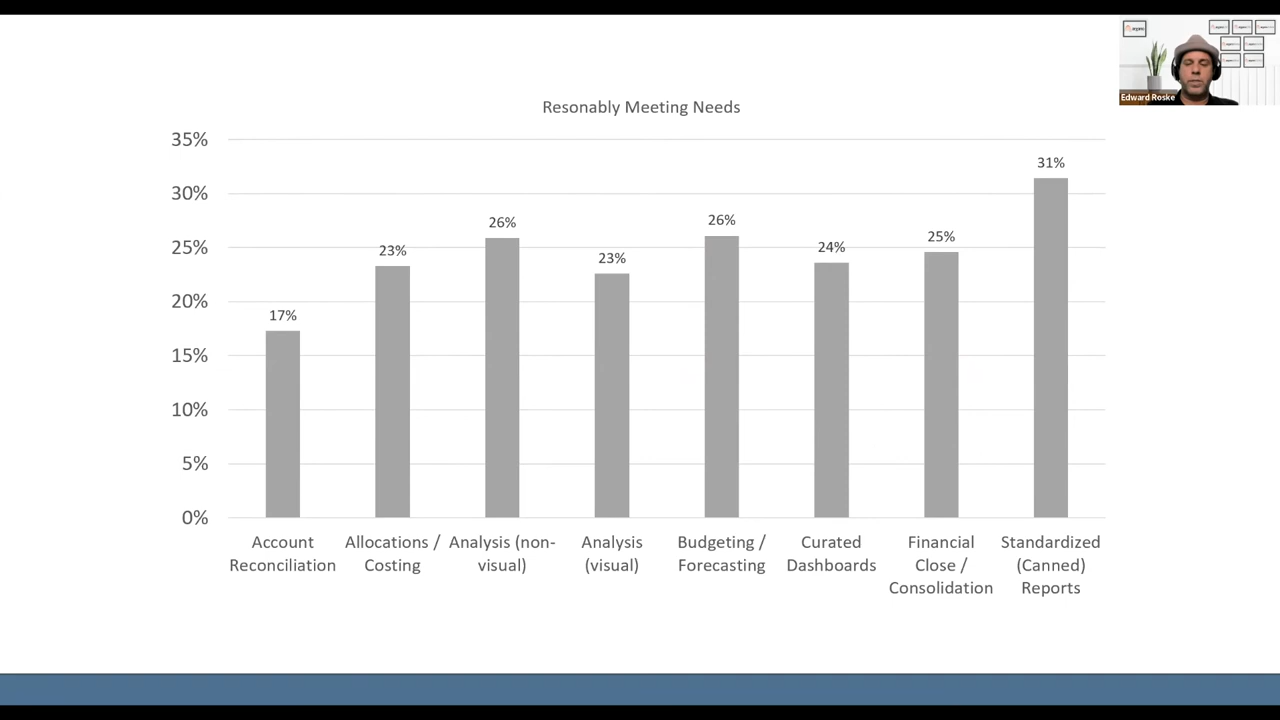 Resonably Meeting Needs
35%
30%
25%
20%
15%
10%
5%
0%
17%
23%
26%
23%
26%
24%
25%
31%
Account
Reconciliation
Allocations /
Costing
Analysis (non-
visual)
Analysis
(visual)
Budgeting /
Forecasting
Curated
Dashboards
Financial
Close /
Consolidation
Standardized
(Canned)
Reports
Edward Roske